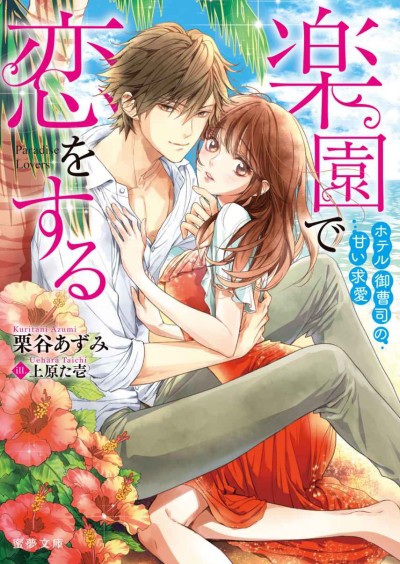 楽園で
恋をする
Paradise
Lovers
ホテル御曹司の
甘い求愛
Kuritani Azumi
栗谷あずみ
Uehara Taichi
ill.上原た壱
蜜夢文庫